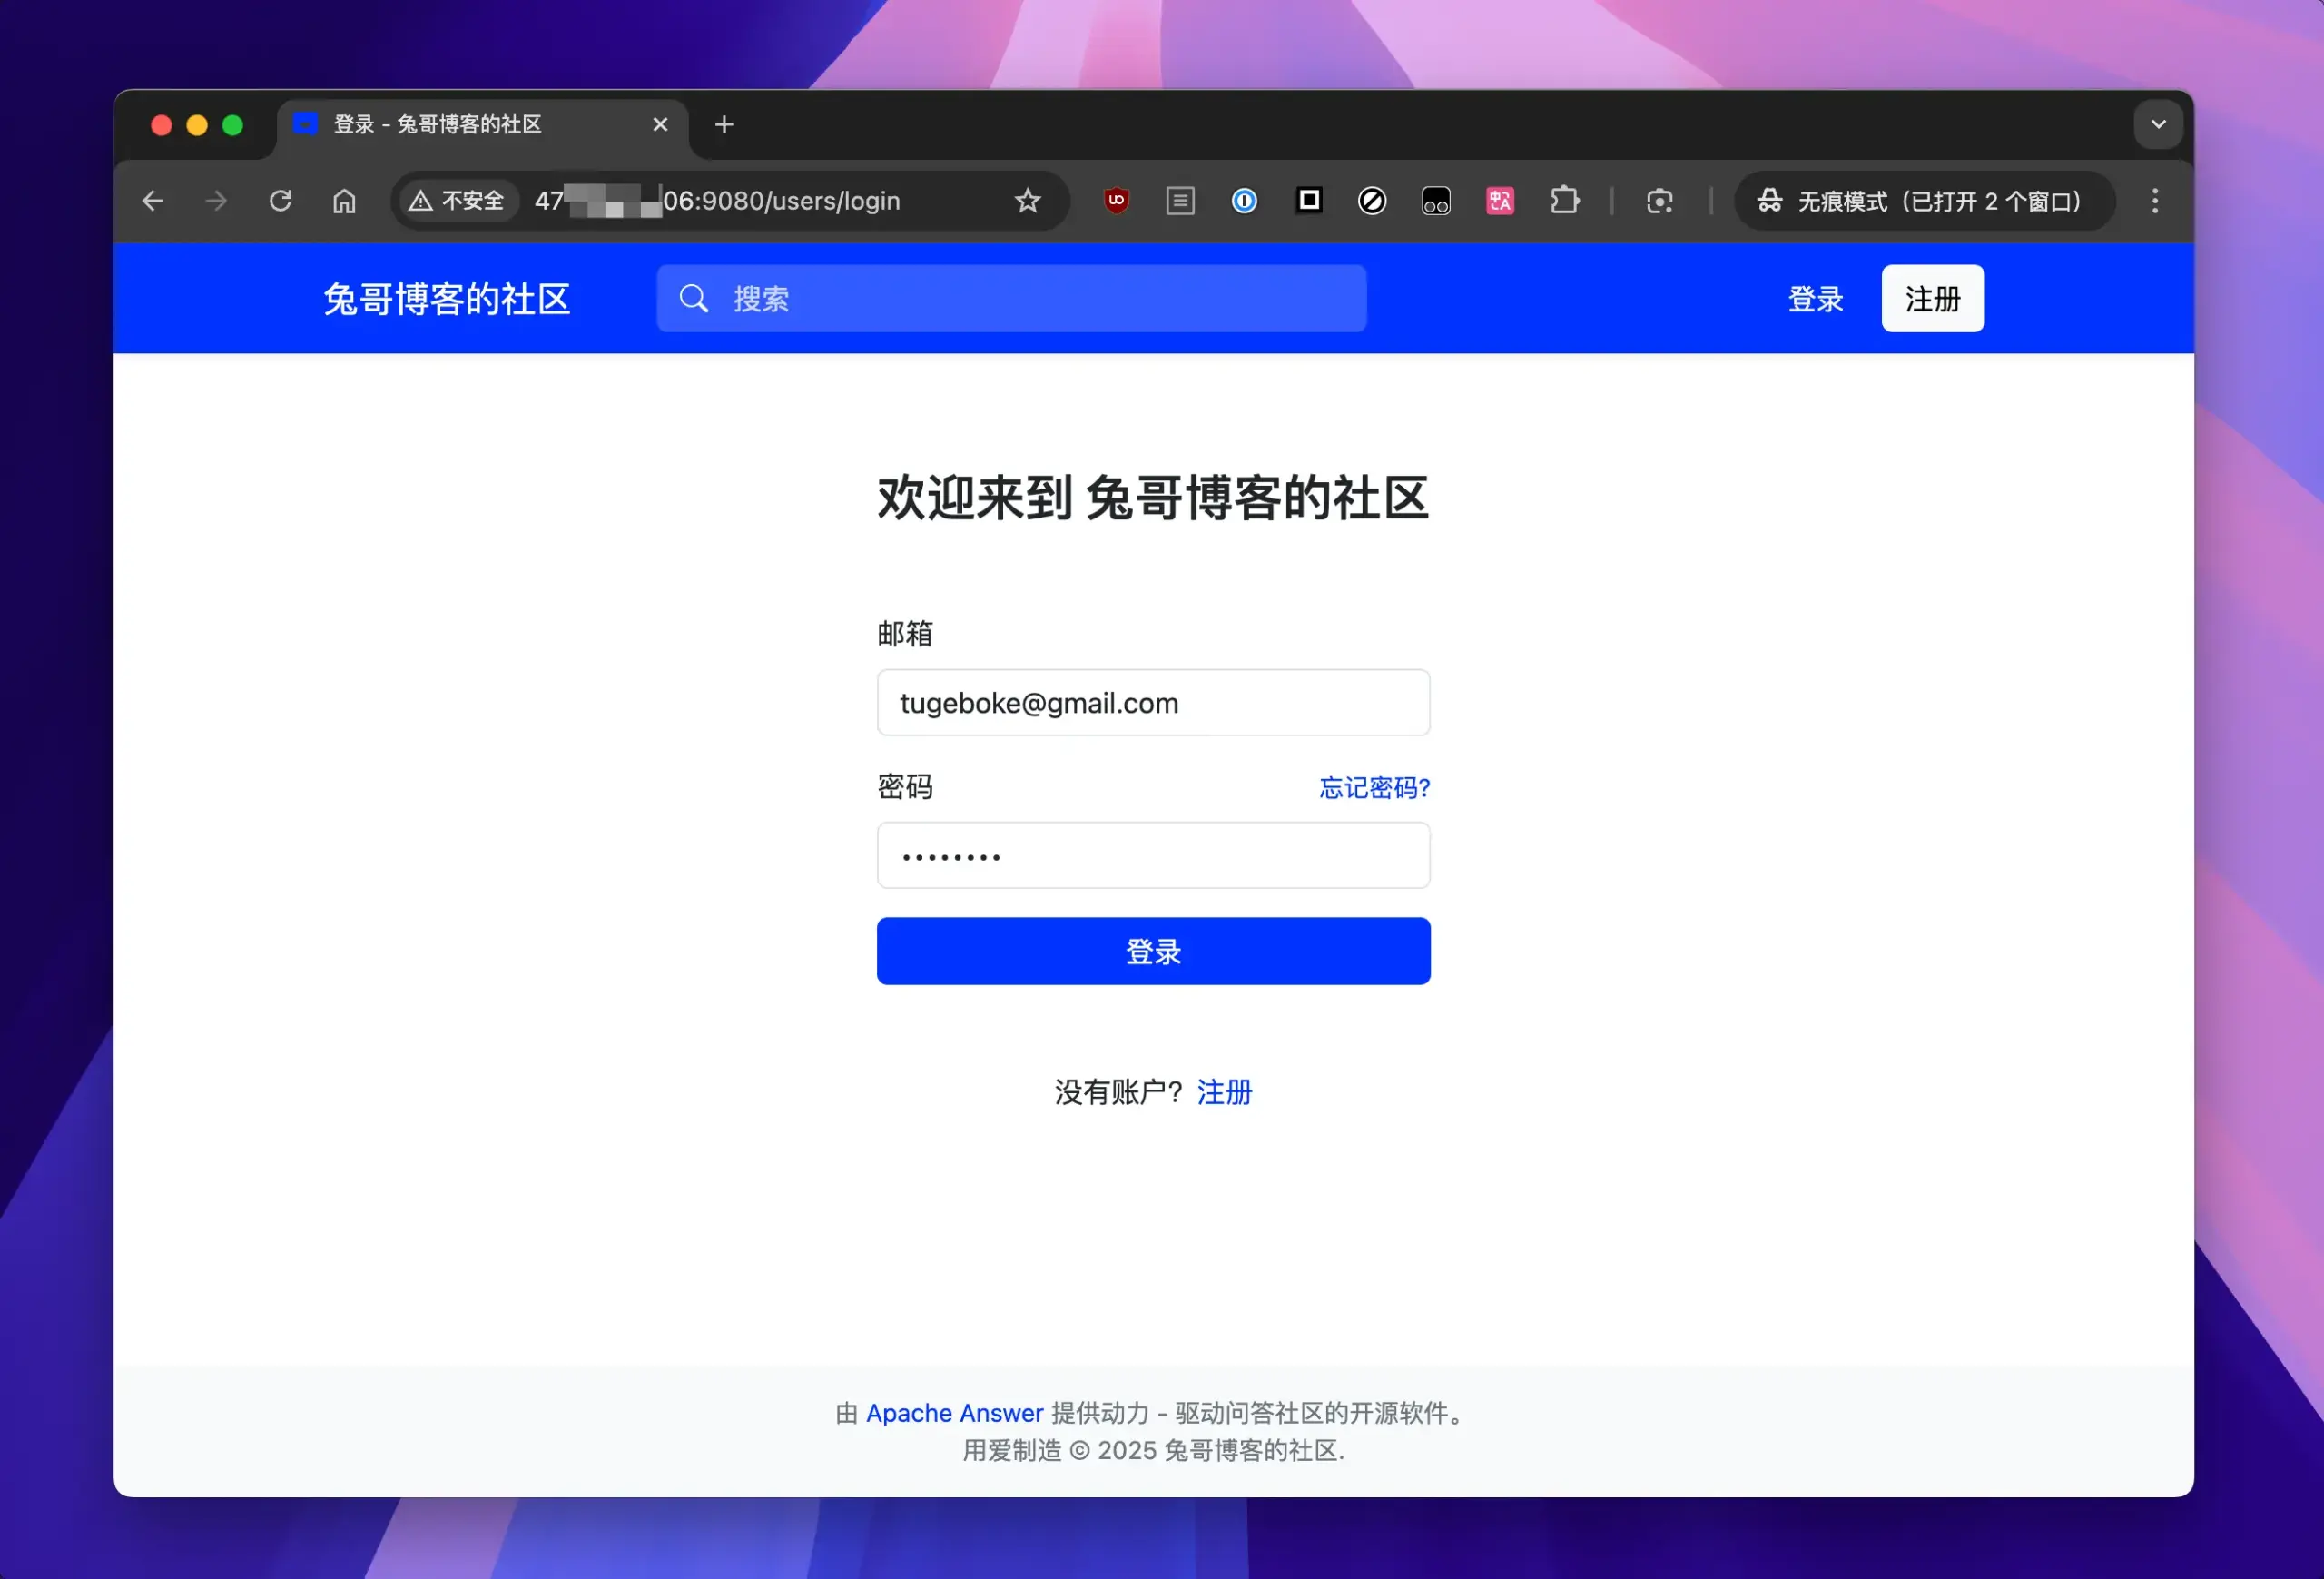 登录 - 兔哥博客的社区
不安全 47 06:9080/users/login
无痕模式（已打开 2 个窗口）
兔哥博客的社区 搜索 登录 注册
欢迎来到 兔哥博客的社区
邮箱
tugeboke@gmail.com
密码 忘记密码?
登录
没有账户? 注册
由 Apache Answer 提供动力 - 驱动问答社区的开源软件。
用爱制造 © 2025 兔哥博客的社区.